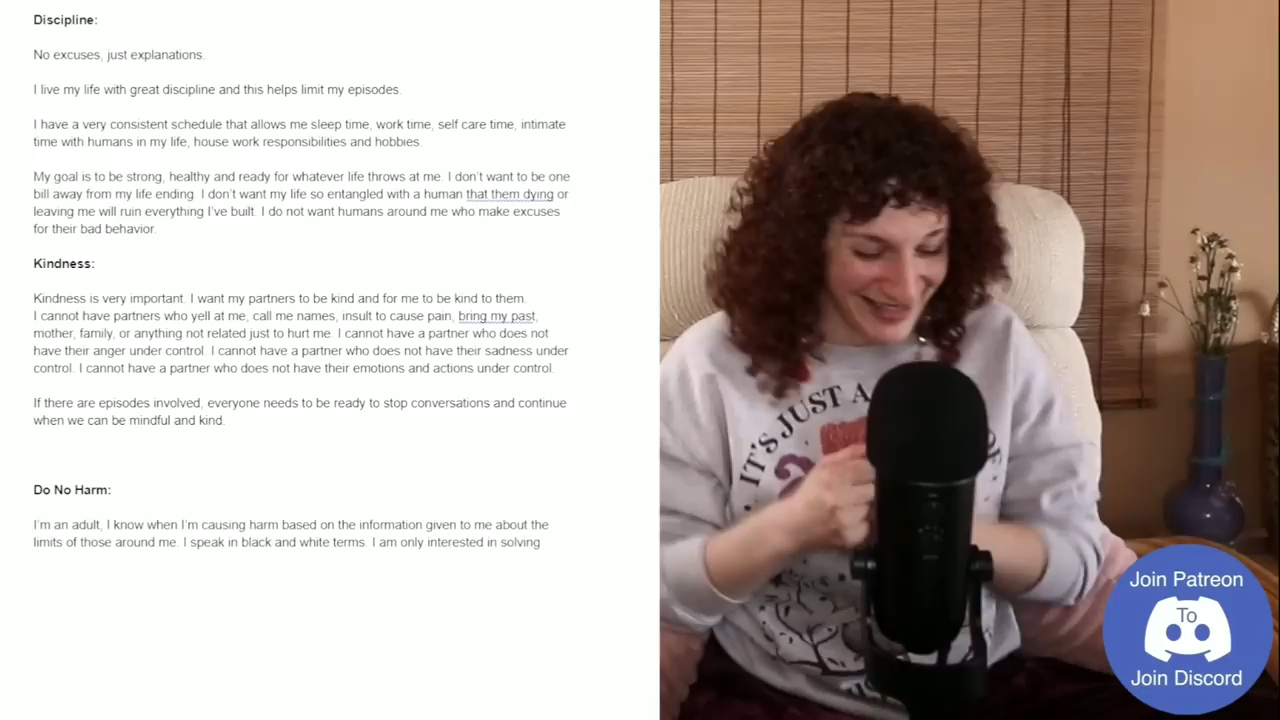 Discipline:
No excuses, just explanations.
I live my life with great discipline and this helps limit my episodes.
I have a very consistent schedule that allows me sleep time, work time, self care time, intimate
time with humans in my life, house work responsibilities and hobbies.
My goal is to be strong, healthy and ready for whatever life throws at me. I don't want to be one
bill away from my life ending. I don't want my life so entangled with a human that them dying or
leaving me will ruin everything I've built. I do not want humans around me who make excuses
for their bad behavior.
Kindness:
Kindness is very important. I want my partners to be kind and for me to be kind to them.
I cannot have partners who yell at me, call me names, insult to cause pain, bring my past,
mother, family, or anything not related just to hurt me. I cannot have a partner who does not
have their anger under control. I cannot have a partner who does not have their sadness under
control. I cannot have a partner who does not have their emotions and actions under control.
If there are episodes involved, everyone needs to be ready to stop conversations and continue
when we can be mindful and kind.
Do No Harm:
I'm an adult, I know when I'm causing harm based on the information given to me about the
limits of those around me. I speak in black and white terms. I am only interested in solving
IT'S JUST A
OF
Join Patreon
To
Join Discord